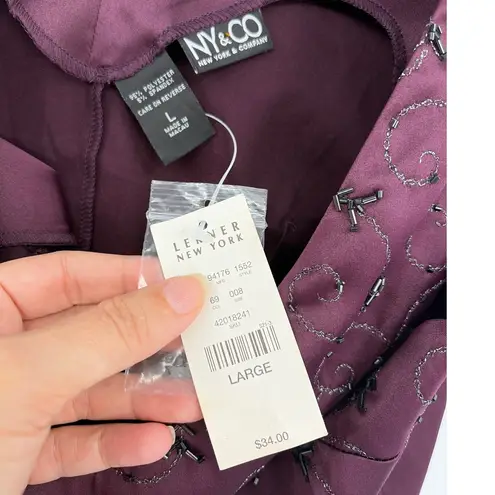 NY&CO
NEW YORK & COMPANY
95% POLYESTER
5% SPANDEX
CARE ON REVERSE
L
MADE IN
MACAU
LERNER
NEW YORK
94176 1552
STYLE
69 008
42018241
LARGE
$34.00